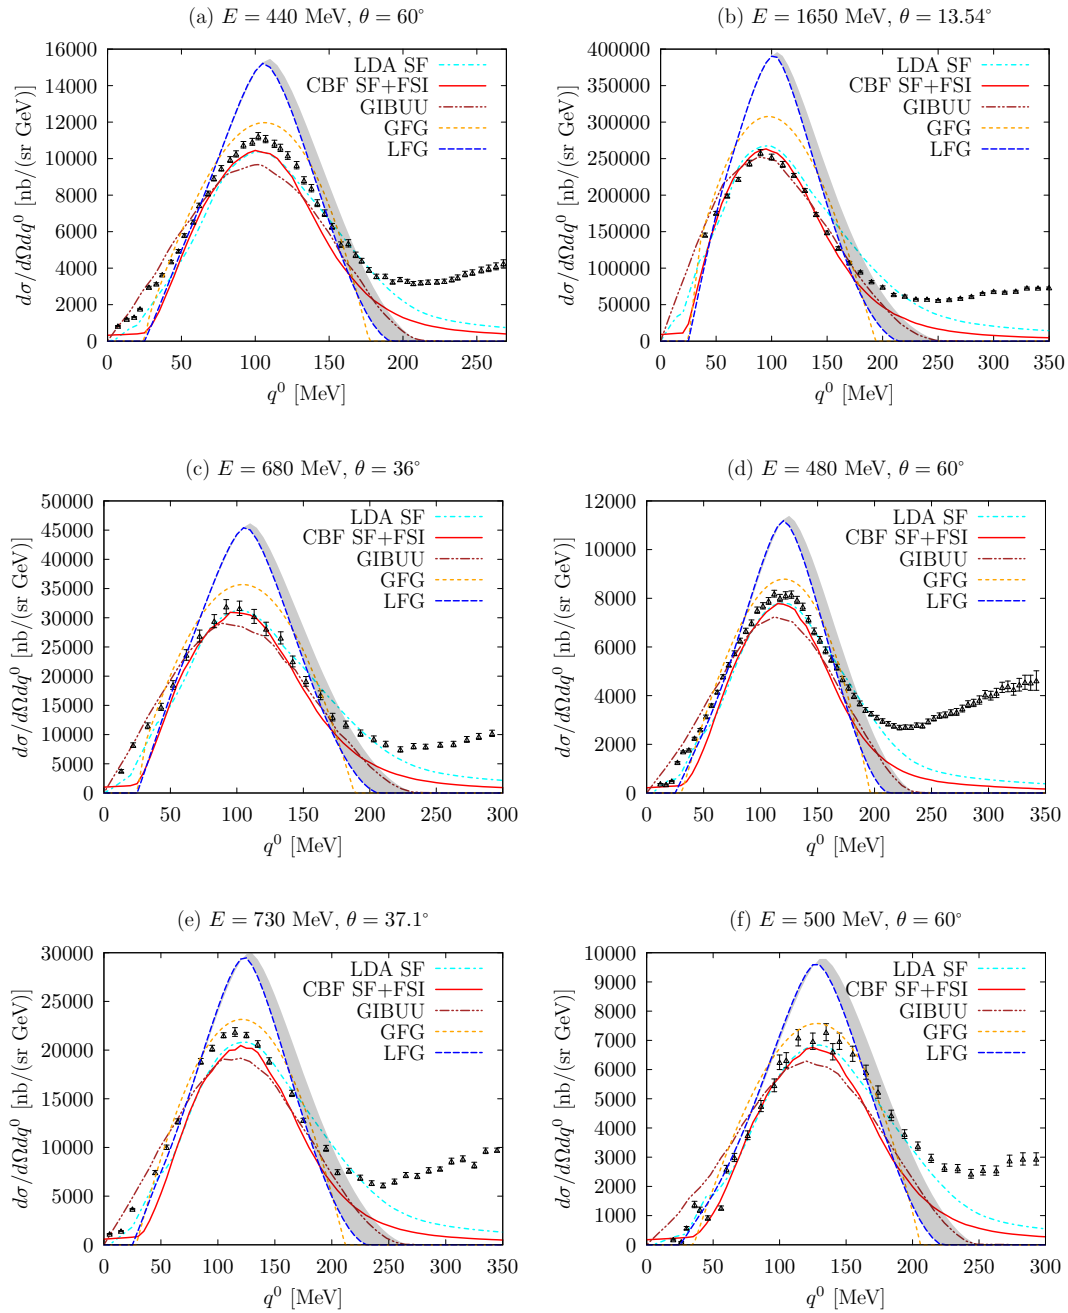 (a) E = 440 MeV, θ = 60°
16000
14000
12000
10000
8000
6000
4000
2000
0
dσ/dΩdq⁰ [nb/(sr GeV)]
LDA SF
CBF SF+FSI
GIBUU
GFG
LFG
0 50 100 150 200 250
q⁰ [MeV]
(b) E = 1650 MeV, θ = 13.54°
400000
350000
300000
250000
200000
150000
100000
50000
0
dσ/dΩdq⁰ [nb/(sr GeV)]
LDA SF
CBF SF+FSI
GIBUU
GFG
LFG
0 50 100 150 200 250 300 350
q⁰ [MeV]
(c) E = 680 MeV, θ = 36°
50000
45000
40000
35000
30000
25000
20000
15000
10000
5000
0
dσ/dΩdq⁰ [nb/(sr GeV)]
LDA SF
CBF SF+FSI
GIBUU
GFG
LFG
0 50 100 150 200 250 300
q⁰ [MeV]
(d) E = 480 MeV, θ = 60°
12000
10000
8000
6000
4000
2000
0
dσ/dΩdq⁰ [nb/(sr GeV)]
LDA SF
CBF SF+FSI
GIBUU
GFG
LFG
0 50 100 150 200 250 300 350
q⁰ [MeV]
(e) E = 730 MeV, θ = 37.1°
30000
25000
20000
15000
10000
5000
0
dσ/dΩdq⁰ [nb/(sr GeV)]
LDA SF
CBF SF+FSI
GIBUU
GFG
LFG
0 50 100 150 200 250 300 350
q⁰ [MeV]
(f) E = 500 MeV, θ = 60°
10000
9000
8000
7000
6000
5000
4000
3000
2000
1000
0
dσ/dΩdq⁰ [nb/(sr GeV)]
LDA SF
CBF SF+FSI
GIBUU
GFG
LFG
0 50 100 150 200 250 300
q⁰ [MeV]